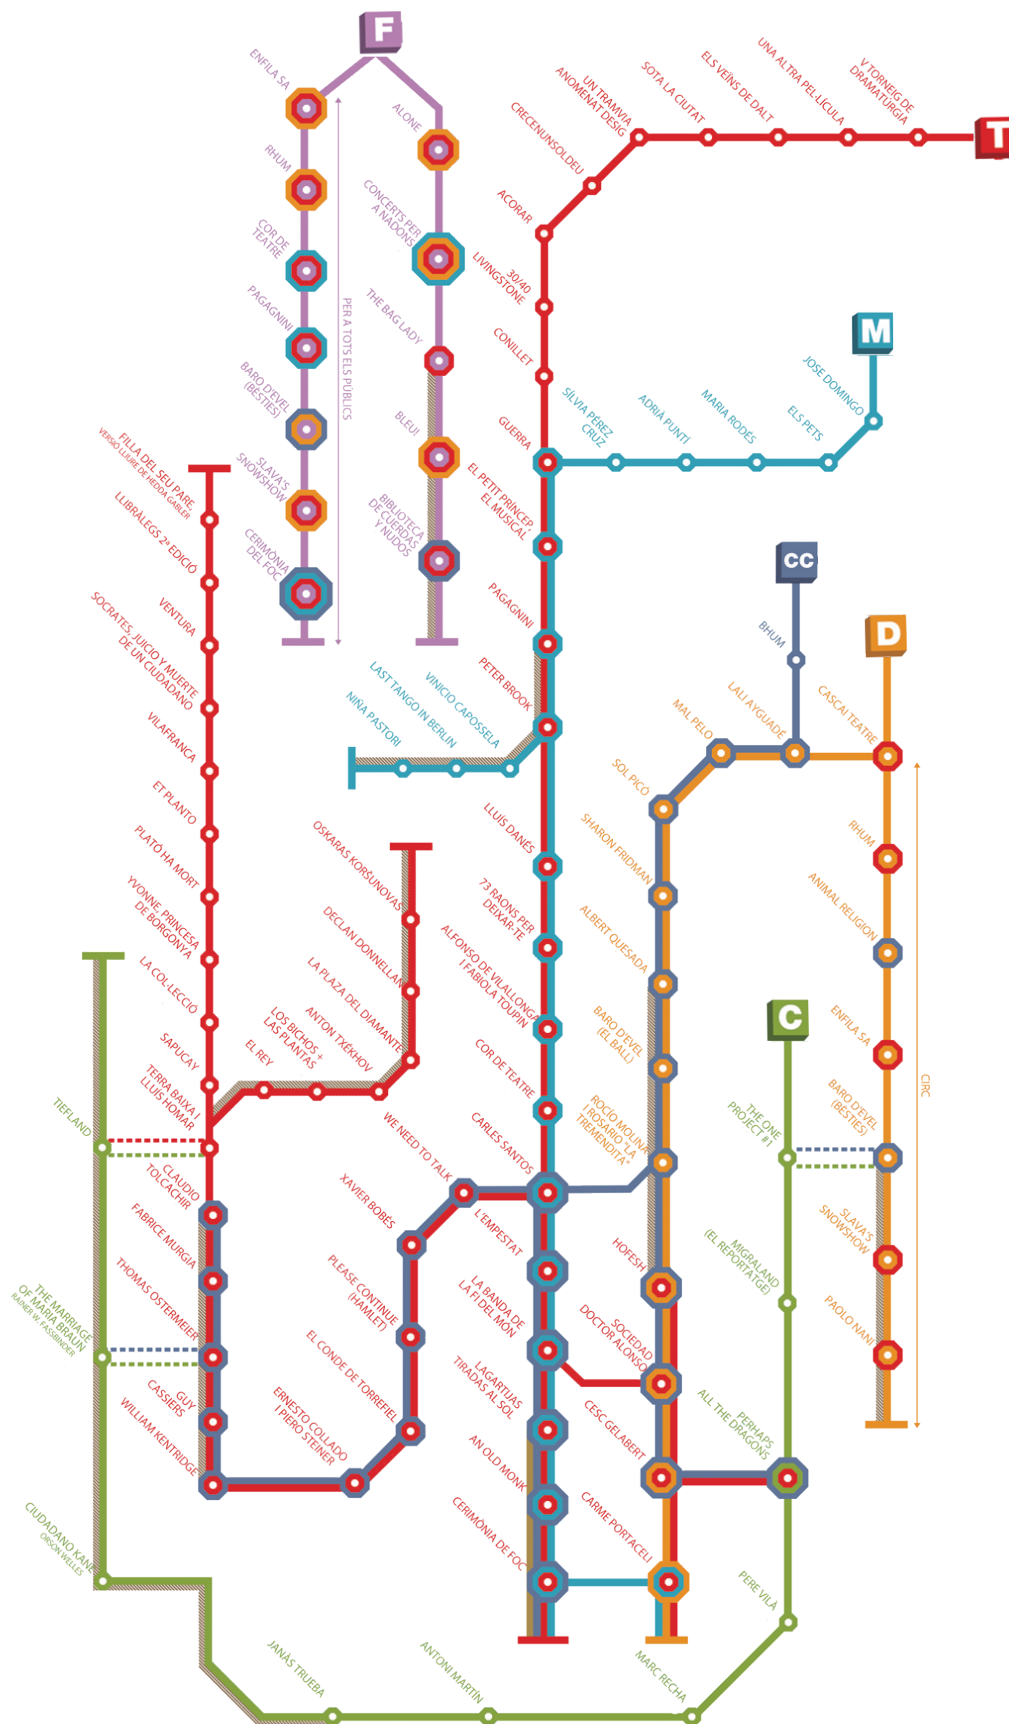 F
ENFILA SA
RHUM
COR DE
TEATRE
PAGAGNINI
BARO D'EVEL
(BÈSTIES)
SLAVA'S
SNOWSHOW
CERIMÒNIA
DEL FOC
PER A TOTS ELS PÚBLICS
ALONE
CONCERTS PER
A NADONS
THE BAG LADY
BLEU!
BIBLIOTECA
DE CUERDAS
Y NUDOS
T
V TORNEIG DE
DRAMATÚRGIA
UNA ALTRA PEL·LÍCULA
ELS VEÏNS DE DALT
SOTA LA CIUTAT
UN TRAMVIA
ANOMENAT DESIG
CRECENUNSOLDEU
ACORAR
30/40
LIVINGSTONE
CONILLET
GUERRA
EL PETIT PRÍNCEP,
EL MUSICAL
PAGAGNINI
PETER BROOK
LLUÍS DANÉS
73 RAONS PER
DEIXAR-TE
ALFONSO DE VILALLONGA
I FABIOLA TOUPIN
COR DE TEATRE
CARLES SANTOS
L'EMPESTAT
LA BANDA DE
LA FI DEL MÓN
LAGARTIJAS
TIRADAS AL SOL
AN OLD MONK
CERIMÒNIA DE FOC
M
JOSE DOMINGO
ELS PETS
MARIA RODÉS
ADRIÀ PUNTÍ
SÍLVIA PÉREZ
CRUZ
VINICIO CAPOSSELA
LAST TANGO IN BERLIN
NIÑA PASTORI
CC
BHUM
LALI AYGUADÉ
MAL PELO
SOL PICÓ
SHARON FRIDMAN
ALBERT QUESADA
BARO D'EVEL
(EL BALL)
ROCÍO MOLINA
I ROSARIO "LA
TREMENDITA"
HOFESH
SOCIEDAD
DOCTOR ALONSO
CESC GELABERT
CARME PORTACELI
D
CASCAI TEATRE
RHUM
ANIMAL RELIGIÓN
ENFILA SA
BARO D'EVEL
(BÈSTIES)
SLAVA'S
SNOWSHOW
PAOLO NANI
CIRC
C
THE ONE
PROJECT #1
MIGRALAND
(EL REPORTATGE)
PERHAPS
ALL THE DRAGONS
PERE VILÀ
MARC RECHA
ANTONI MARTÍN
JANÀS TRUEBA
CIUDADANO KANE
ORSON WELLES
THE MARRIAGE
OF MARIA BRAUN
RAINER W. FASSBINDER
TIEFLAND
FILLA DEL SEU PARE,
VERSIÓ LLIURE DE HEDDA GABLER
LLIBRÀLEGS 2ª EDICIÓ
VENTURA
SOCRATES, JUICIO Y MUERTE
DE UN CIUDADANO
VILAFRANCA
ET PLANTO
PLATÓ HA MORT
YVONNE, PRINCESA
DE BORGONYA
LA COL·LECCIÓ
SAPUCAY
TERRA BAIXA I
LLUÍS HOMAR
CLAUDIO
TOLCACHIR
FABRICE MURGIA
THOMAS OSTERMEIER
GUY
CASSIERS
WILLIAM KENTRIDGE
ERNESTO COLLADO
I PIERO STEINER
EL CONDE DE TORREFIEL
PLEASE CONTINUE
(HAMLET)
XAVIER BOBÉS
WE NEED TO TALK
EL REY
LOS BICHOS +
LAS PLANTAS
ANTON TXÉKHOV
LA PLAZA DEL DIAMANTE
DECLAN DONNELLAN
OSKARAS KORŠUNOVAS